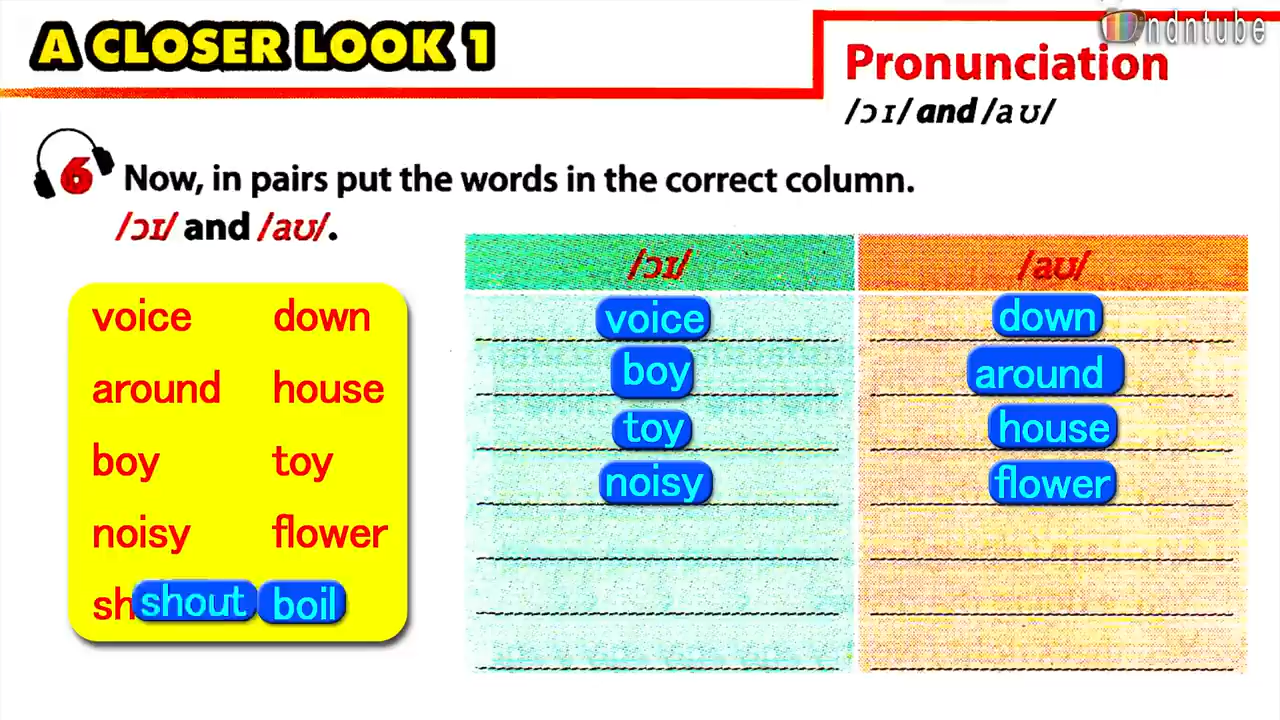 A CLOSER LOOK 1
ndntube
Pronunciation
/ɔɪ/ and /aʊ/
6 Now, in pairs put the words in the correct column.
/ɔɪ/ and /aʊ/.
voice down
around house
boy toy
noisy flower
sh shout boil
/ɔɪ/ /aʊ/
voice down
boy around
toy house
noisy flower